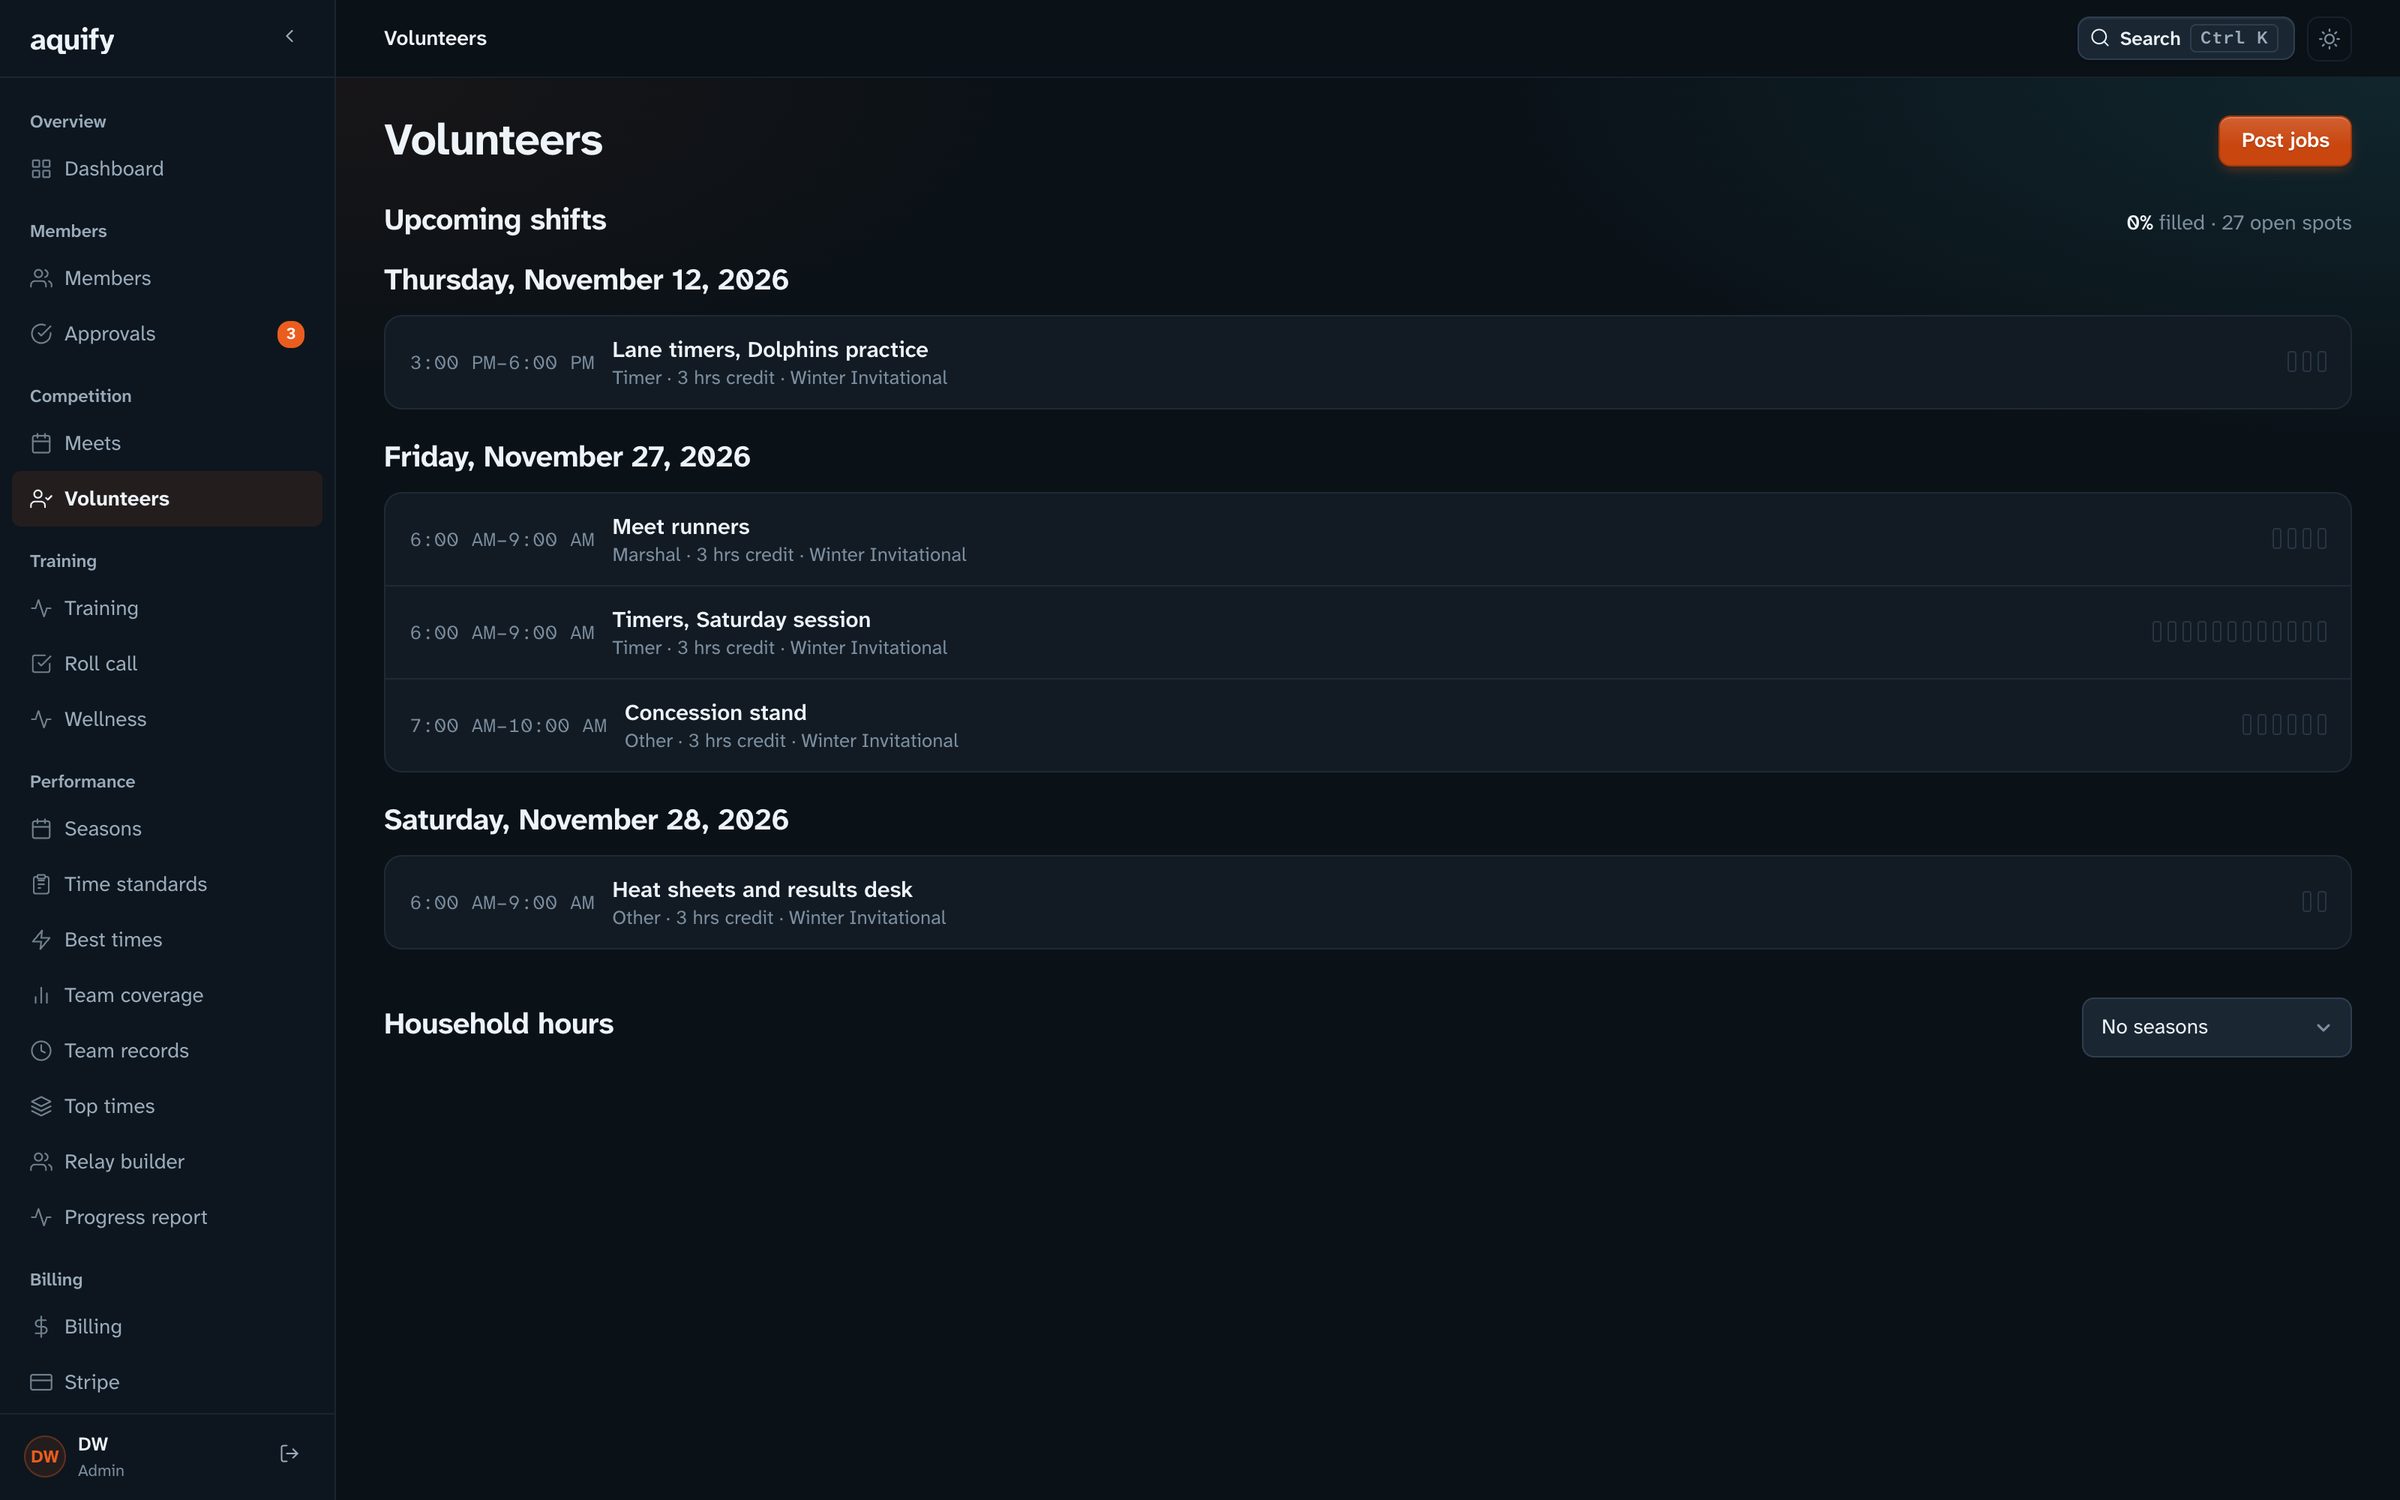 aquify
Overview
Dashboard
Members
Members
Approvals 3
Competition
Meets
Volunteers
Training
Training
Roll call
Wellness
Performance
Seasons
Time standards
Best times
Team coverage
Team records
Top times
Relay builder
Progress report
Billing
Billing
Stripe
DW
DW
Admin
Volunteers
Search Ctrl K
Volunteers
Post jobs
Upcoming shifts
0% filled · 27 open spots
Thursday, November 12, 2026
3:00 PM–6:00 PM
Lane timers, Dolphins practice
Timer · 3 hrs credit · Winter Invitational
Friday, November 27, 2026
6:00 AM–9:00 AM
Meet runners
Marshal · 3 hrs credit · Winter Invitational
6:00 AM–9:00 AM
Timers, Saturday session
Timer · 3 hrs credit · Winter Invitational
7:00 AM–10:00 AM
Concession stand
Other · 3 hrs credit · Winter Invitational
Saturday, November 28, 2026
6:00 AM–9:00 AM
Heat sheets and results desk
Other · 3 hrs credit · Winter Invitational
Household hours
No seasons